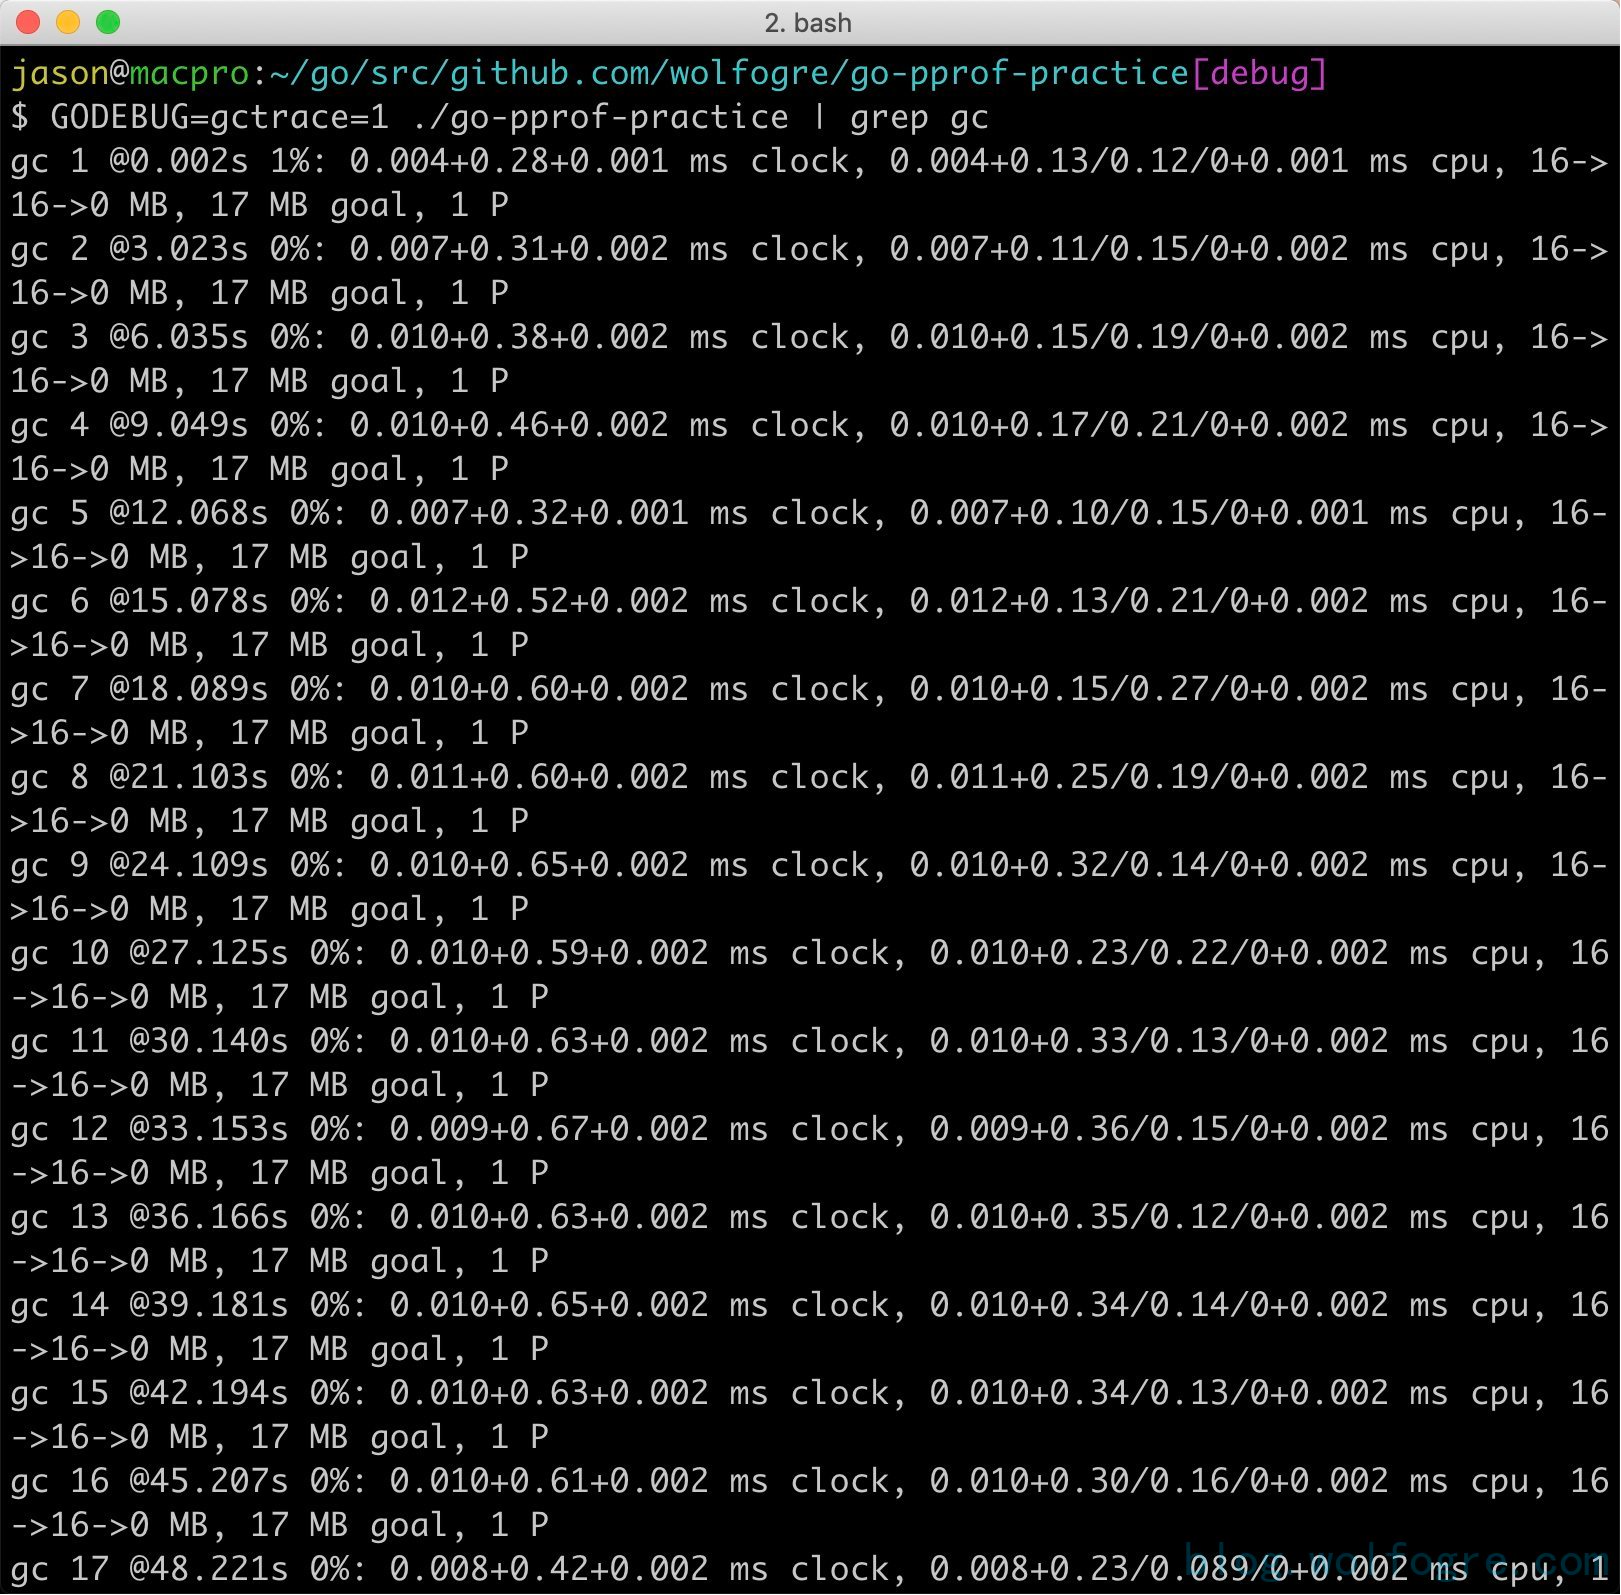 2. bash
jason@macpro:~/go/src/github.com/wolfogre/go-pprof-practice[debug]
$ GODEBUG=gctrace=1 ./go-pprof-practice | grep gc
gc 1 @0.002s 1%: 0.004+0.28+0.001 ms clock, 0.004+0.13/0.12/0+0.001 ms cpu, 16->
16->0 MB, 17 MB goal, 1 P
gc 2 @3.023s 0%: 0.007+0.31+0.002 ms clock, 0.007+0.11/0.15/0+0.002 ms cpu, 16->
16->0 MB, 17 MB goal, 1 P
gc 3 @6.035s 0%: 0.010+0.38+0.002 ms clock, 0.010+0.15/0.19/0+0.002 ms cpu, 16->
16->0 MB, 17 MB goal, 1 P
gc 4 @9.049s 0%: 0.010+0.46+0.002 ms clock, 0.010+0.17/0.21/0+0.002 ms cpu, 16->
16->0 MB, 17 MB goal, 1 P
gc 5 @12.068s 0%: 0.007+0.32+0.001 ms clock, 0.007+0.10/0.15/0+0.001 ms cpu, 16-
>16->0 MB, 17 MB goal, 1 P
gc 6 @15.078s 0%: 0.012+0.52+0.002 ms clock, 0.012+0.13/0.21/0+0.002 ms cpu, 16-
>16->0 MB, 17 MB goal, 1 P
gc 7 @18.089s 0%: 0.010+0.60+0.002 ms clock, 0.010+0.15/0.27/0+0.002 ms cpu, 16-
>16->0 MB, 17 MB goal, 1 P
gc 8 @21.103s 0%: 0.011+0.60+0.002 ms clock, 0.011+0.25/0.19/0+0.002 ms cpu, 16-
>16->0 MB, 17 MB goal, 1 P
gc 9 @24.109s 0%: 0.010+0.65+0.002 ms clock, 0.010+0.32/0.14/0+0.002 ms cpu, 16-
>16->0 MB, 17 MB goal, 1 P
gc 10 @27.125s 0%: 0.010+0.59+0.002 ms clock, 0.010+0.23/0.22/0+0.002 ms cpu, 16
->16->0 MB, 17 MB goal, 1 P
gc 11 @30.140s 0%: 0.010+0.63+0.002 ms clock, 0.010+0.33/0.13/0+0.002 ms cpu, 16
->16->0 MB, 17 MB goal, 1 P
gc 12 @33.153s 0%: 0.009+0.67+0.002 ms clock, 0.009+0.36/0.15/0+0.002 ms cpu, 16
->16->0 MB, 17 MB goal, 1 P
gc 13 @36.166s 0%: 0.010+0.63+0.002 ms clock, 0.010+0.35/0.12/0+0.002 ms cpu, 16
->16->0 MB, 17 MB goal, 1 P
gc 14 @39.181s 0%: 0.010+0.65+0.002 ms clock, 0.010+0.34/0.14/0+0.002 ms cpu, 16
->16->0 MB, 17 MB goal, 1 P
gc 15 @42.194s 0%: 0.010+0.63+0.002 ms clock, 0.010+0.34/0.13/0+0.002 ms cpu, 16
->16->0 MB, 17 MB goal, 1 P
gc 16 @45.207s 0%: 0.010+0.61+0.002 ms clock, 0.010+0.30/0.16/0+0.002 ms cpu, 16
->16->0 MB, 17 MB goal, 1 P
gc 17 @48.221s 0%: 0.008+0.42+0.002 ms clock, 0.008+0.23/0.089/0+0.002 ms cpu, 1
blog.wolfogre.com